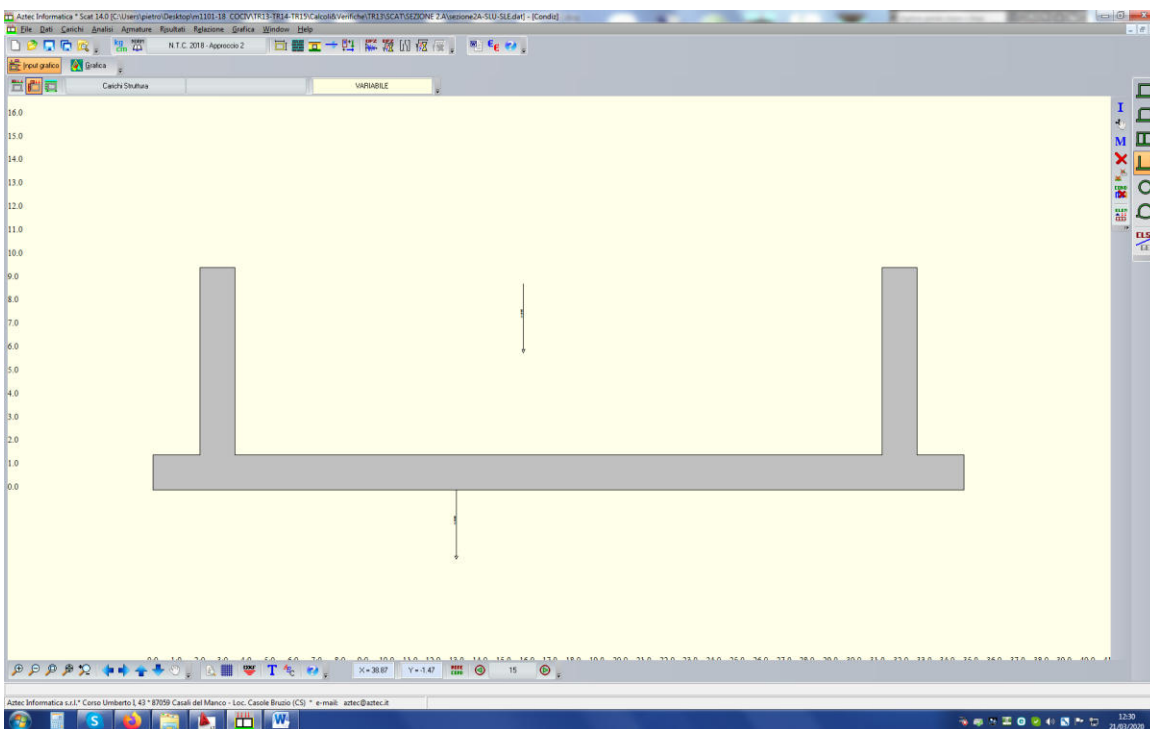 Aztec Informatica * Scat 14.0 [C:\Users\pietro\Desktop\m1101-18_COCIV\TR13-TR14-TR15\Calcoli&Verifiche\TR13\SCAT\SEZIONE 2.A\sezione2A-SLU-SLE.dat] - [Condiz]
File Dati Carichi Analisi Armature Risultati Relazione Grafica Window Help
kg cm N.T.C. 2018 - Approccio 2
Input grafico Grafica
Carichi Struttura VARIABILE
16.0
15.0
14.0
13.0
12.0
11.0
10.0
9.0
8.0
7.0
6.0
5.0
4.0
3.0
2.0
1.0
0.0
I
M
X = 38.87 Y = -1.47 15
Aztec Informatica s.r.l.* Corso Umberto I, 43 * 87059 Casali del Manco - Loc. Casole Bruzio (CS) * e-mail: aztec@aztec.it
12:30
21/03/2020